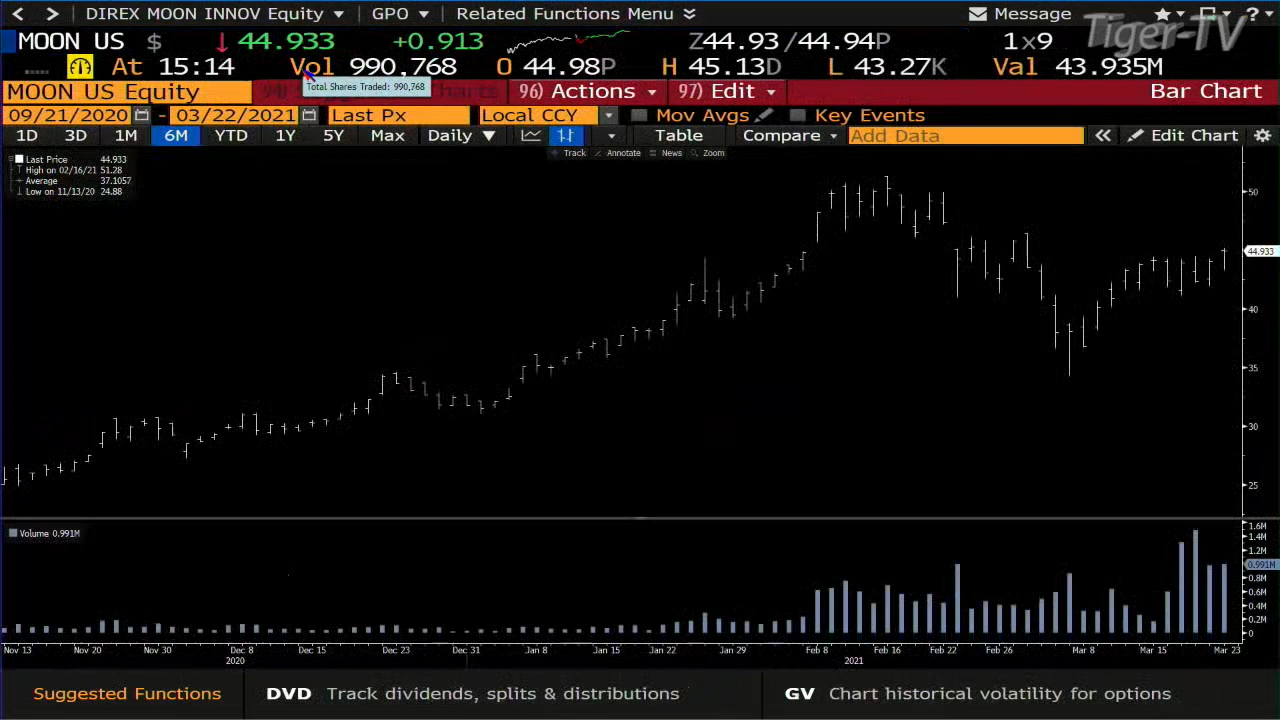 < > DIREX MOON INNOV Equity GPO Related Functions Menu Message ?
MOON US $ ↓ 44.933 +0.913 Z44.93 /44.94P 1x9 Tiger-TV
At 15:14 Vol 990,768 O 44.98P H 45.13D L 43.27K Val 43.935M
Total Shares Traded: 990,768
MOON US Equity 96) Actions 97) Edit Bar Chart
09/21/2020 - 03/22/2021 Last Px Local CCY Mov Avgs Key Events
1D 3D 1M 6M YTD 1Y 5Y Max Daily ▼ Table Compare Add Data « Edit Chart
Track Annotate News Zoom
Last Price 44.933
High on 02/16/21 51.28
Average 37.1057
Low on 11/13/20 24.88
50
44.933
40
35
30
25
Volume 0.991M
1.6M
1.4M
1.2M
0.991M
0.8M
0.6M
0.4M
0.2M
0
Nov 13 Nov 20 Nov 30 Dec 8 Dec 15 Dec 23 Dec 31 Jan 8 Jan 15 Jan 22 Jan 29 Feb 8 Feb 16 Feb 22 Feb 26 Mar 8 Mar 15 Mar 23
2020 2021
Suggested Functions DVD Track dividends, splits & distributions GV Chart historical volatility for options